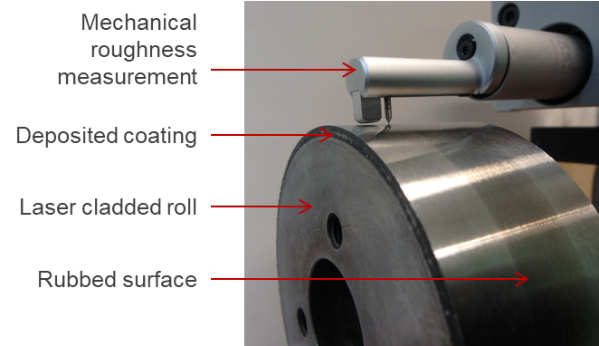 Mechanical
roughness
measurement
Deposited coating
Laser cladded roll
Rubbed surface